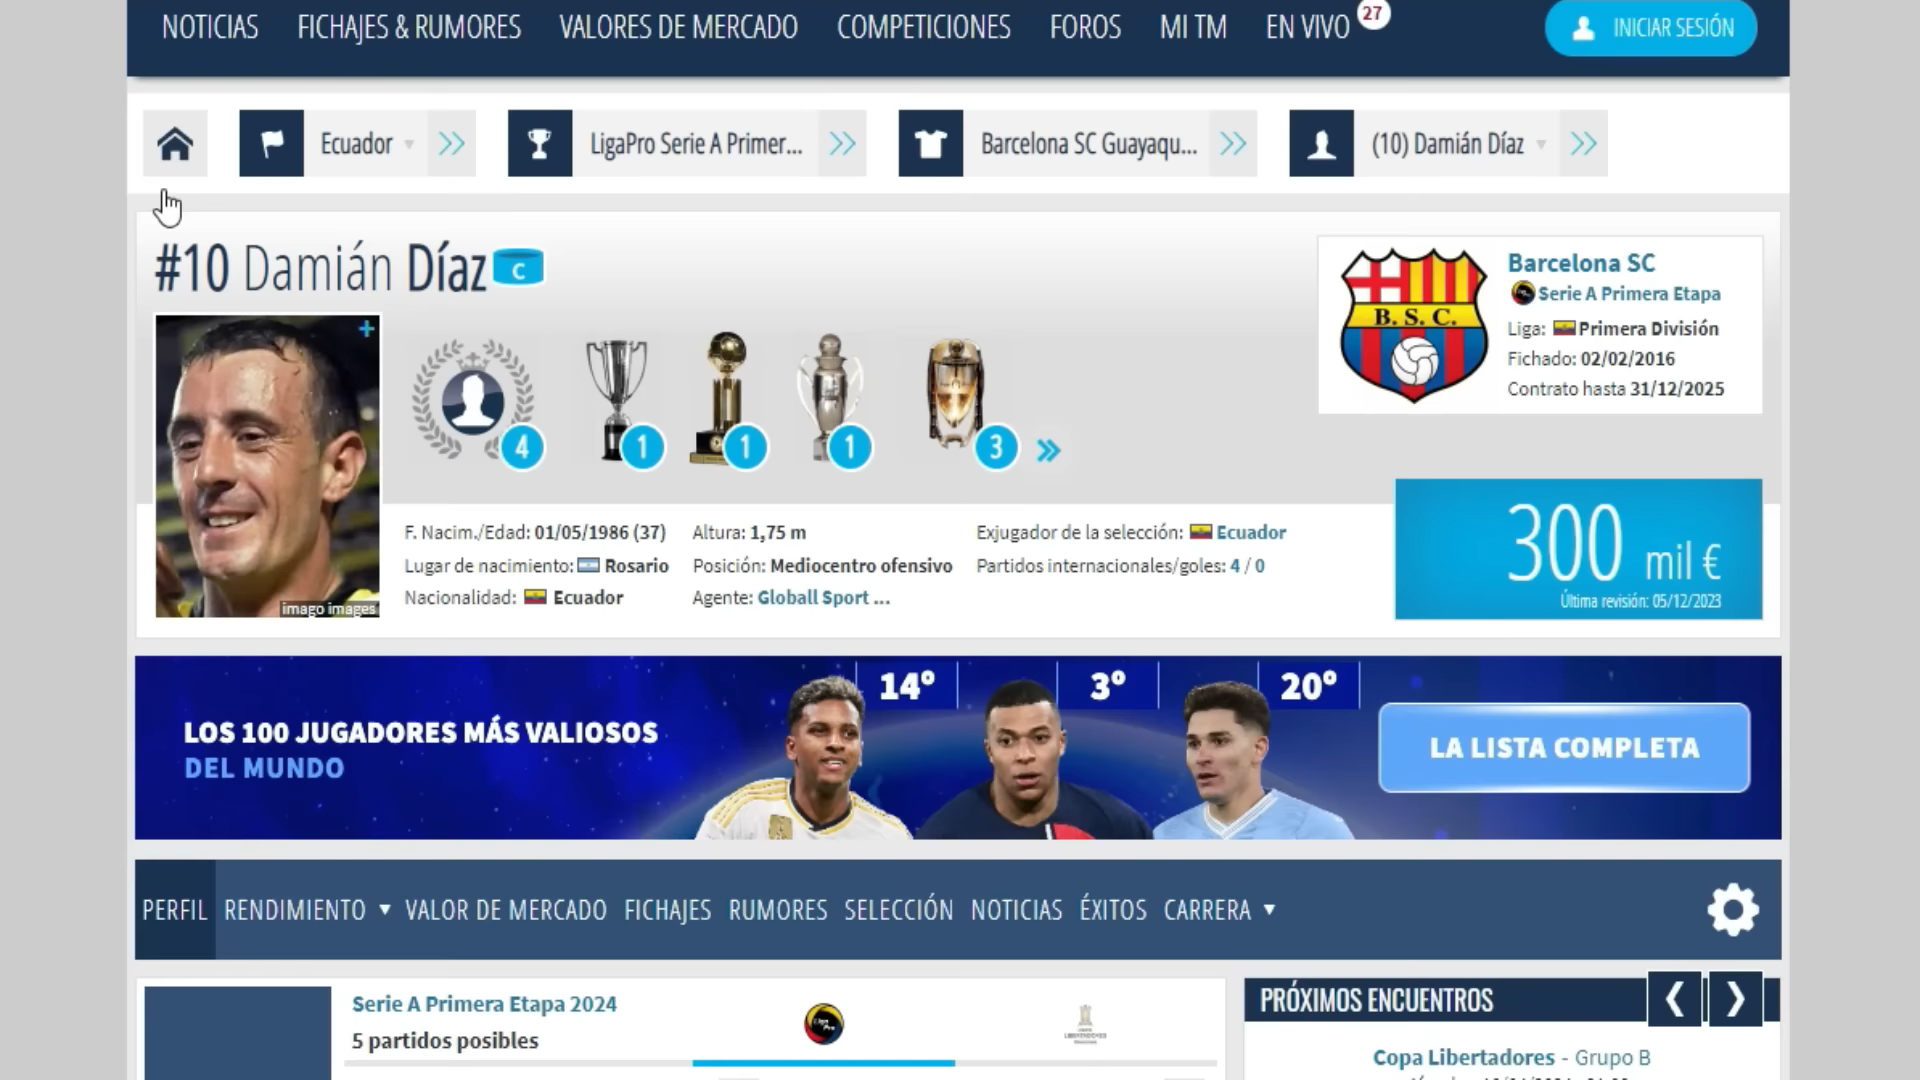 NOTICIAS FICHAJES & RUMORES VALORES DE MERCADO COMPETICIONES FOROS MI TM EN VIVO 27 INICIAR SESIÓN
Ecuador LigaPro Serie A Primer... Barcelona SC Guayaqu... (10) Damián Díaz
#10 Damián Díaz C
Barcelona SC
Serie A Primera Etapa
Liga: Primera División
Fichado: 02/02/2016
Contrato hasta 31/12/2025
B. S. C.
4 1 1 1 3
imago images
F. Nacim./Edad: 01/05/1986 (37)
Lugar de nacimiento: Rosario
Nacionalidad: Ecuador
Altura: 1,75 m
Posición: Mediocentro ofensivo
Agente: Globall Sport ...
Exjugador de la selección: Ecuador
Partidos internacionales/goles: 4 / 0
300 mil €
Última revisión: 05/12/2023
LOS 100 JUGADORES MÁS VALIOSOS
DEL MUNDO
14º 3º 20º
LA LISTA COMPLETA
PERFIL RENDIMIENTO VALOR DE MERCADO FICHAJES RUMORES SELECCIÓN NOTICIAS ÉXITOS CARRERA
Serie A Primera Etapa 2024
5 partidos posibles
PRÓXIMOS ENCUENTROS
Copa Libertadores - Grupo B